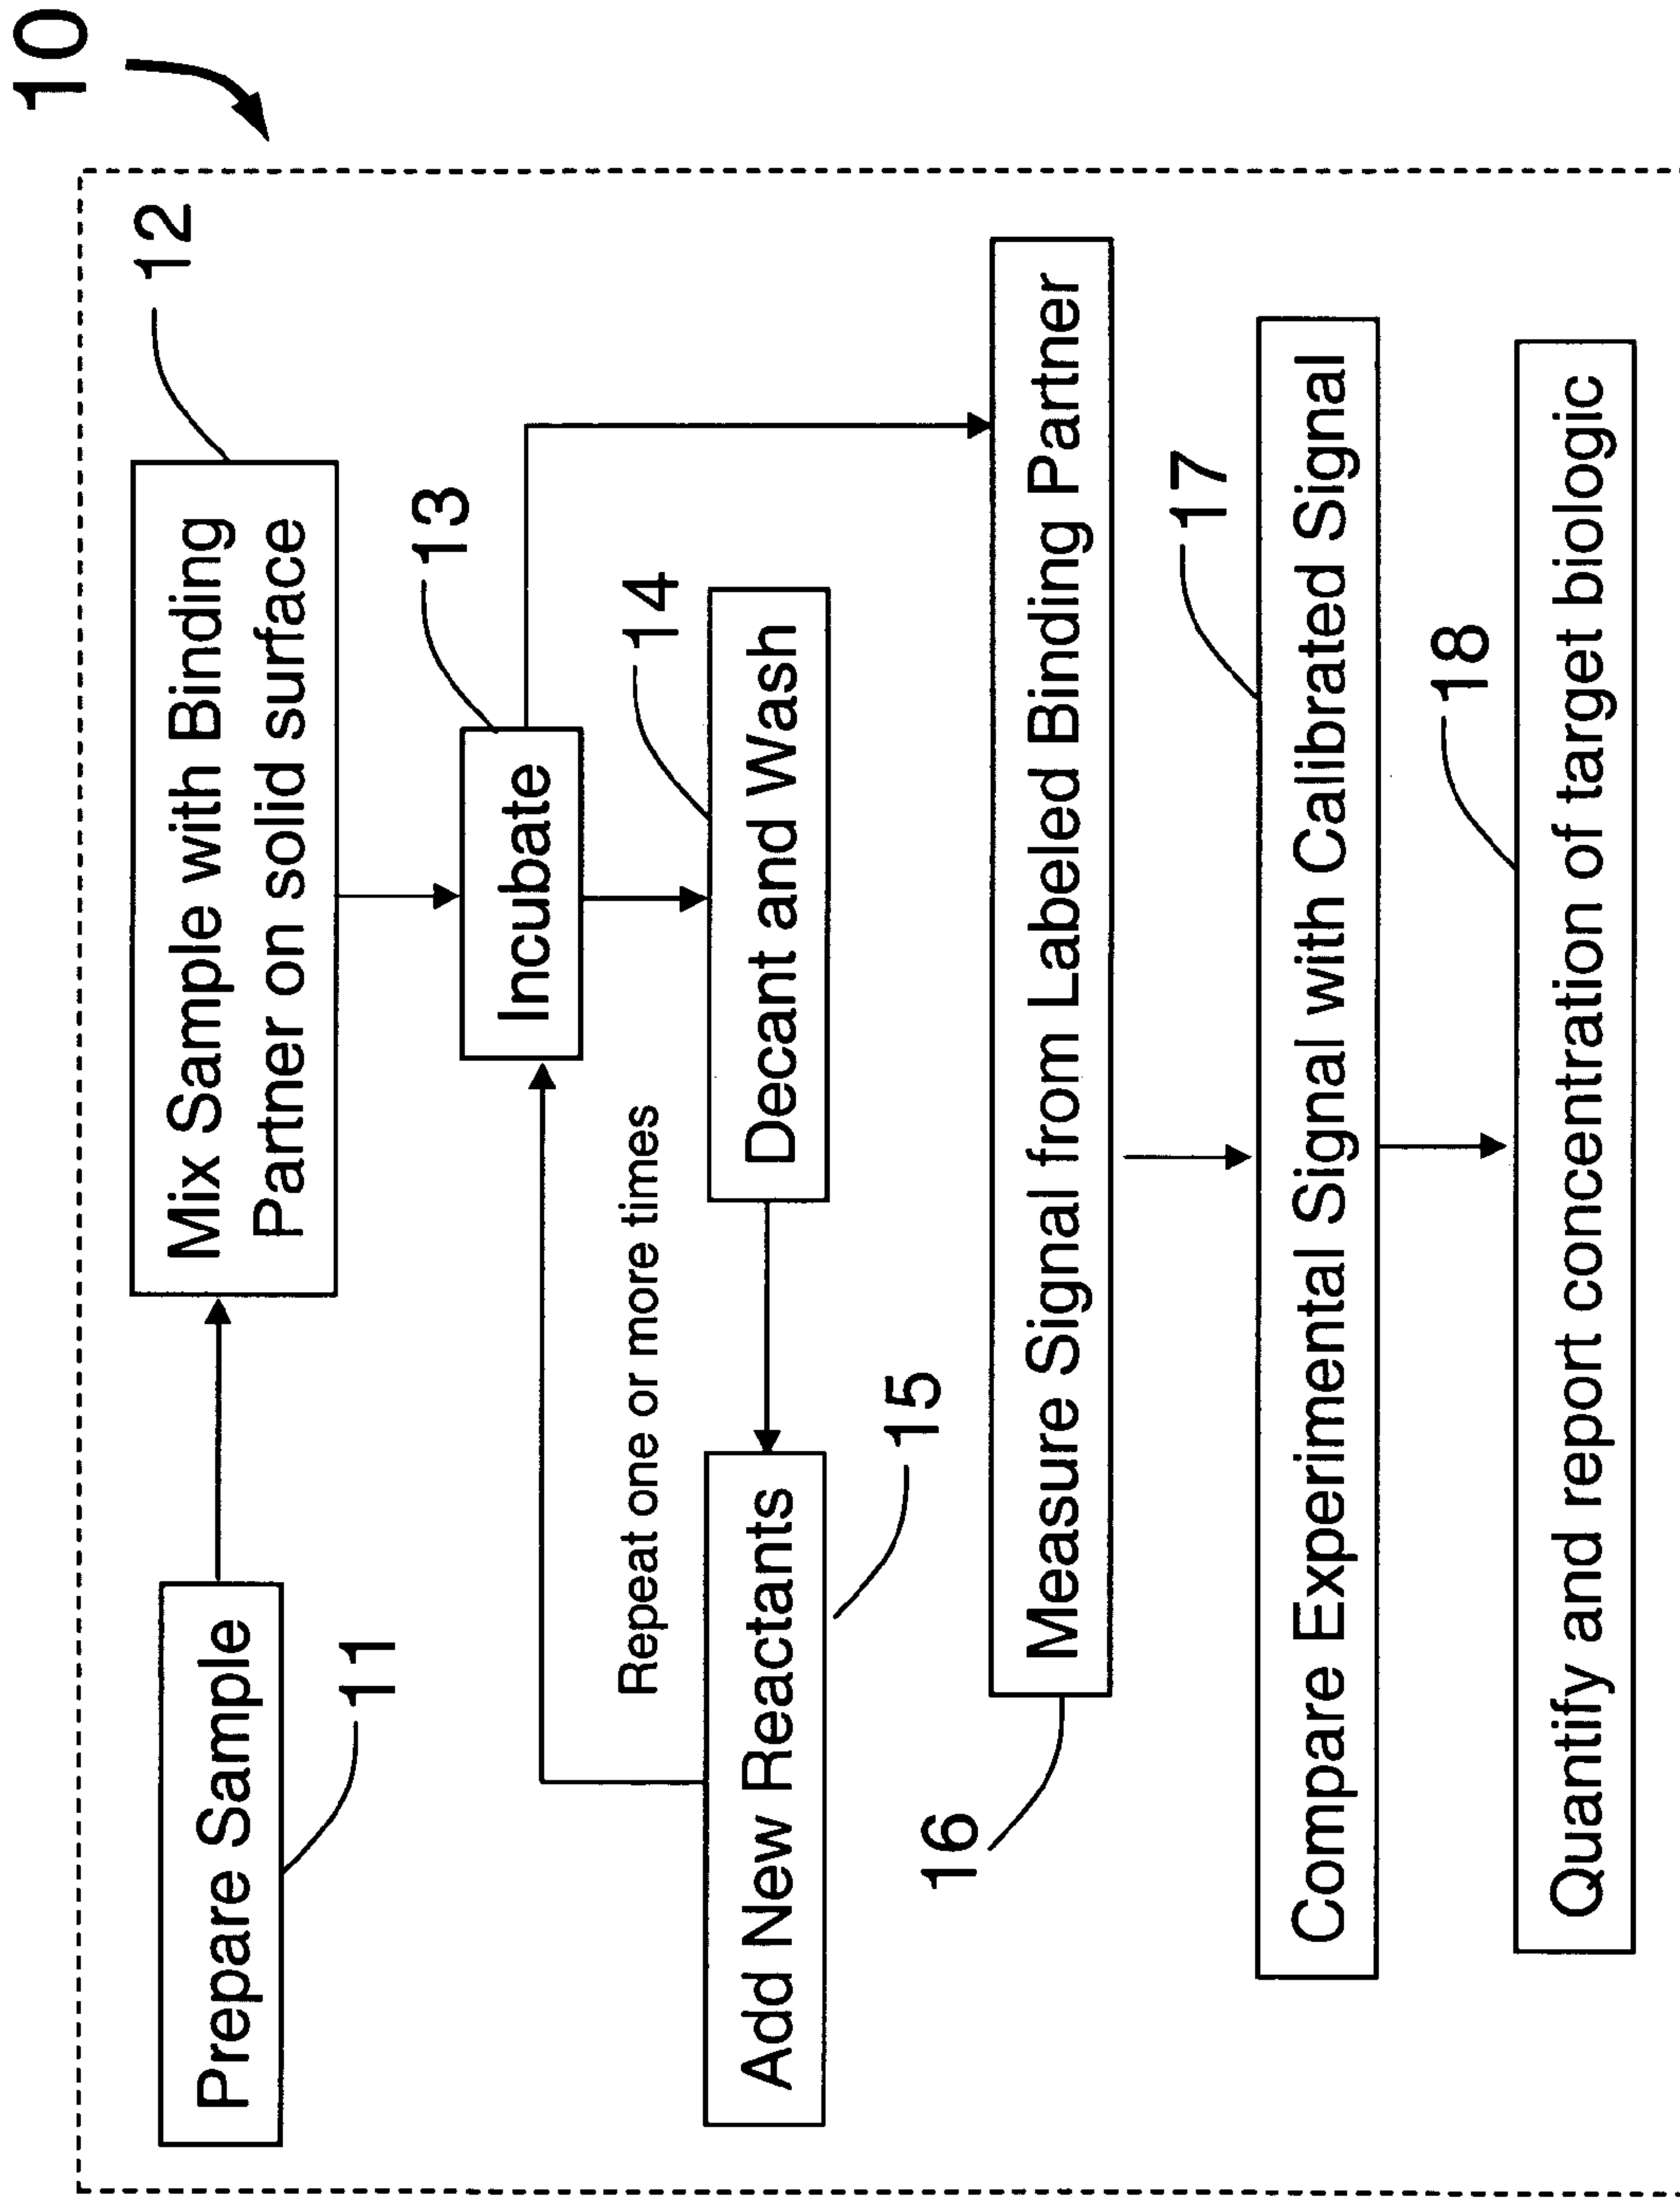 10
12
Mix Sample with Binding
Partner on solid surface
Prepare Sample
11
13
Incubate
14
Repeat one or more times
Decant and Wash
Add New Reactants
15
16
Measure Signal from Labeled Binding Partner
17
Compare Experimental Signal with Calibrated Signal
18
Quantify and report concentration of target biologic